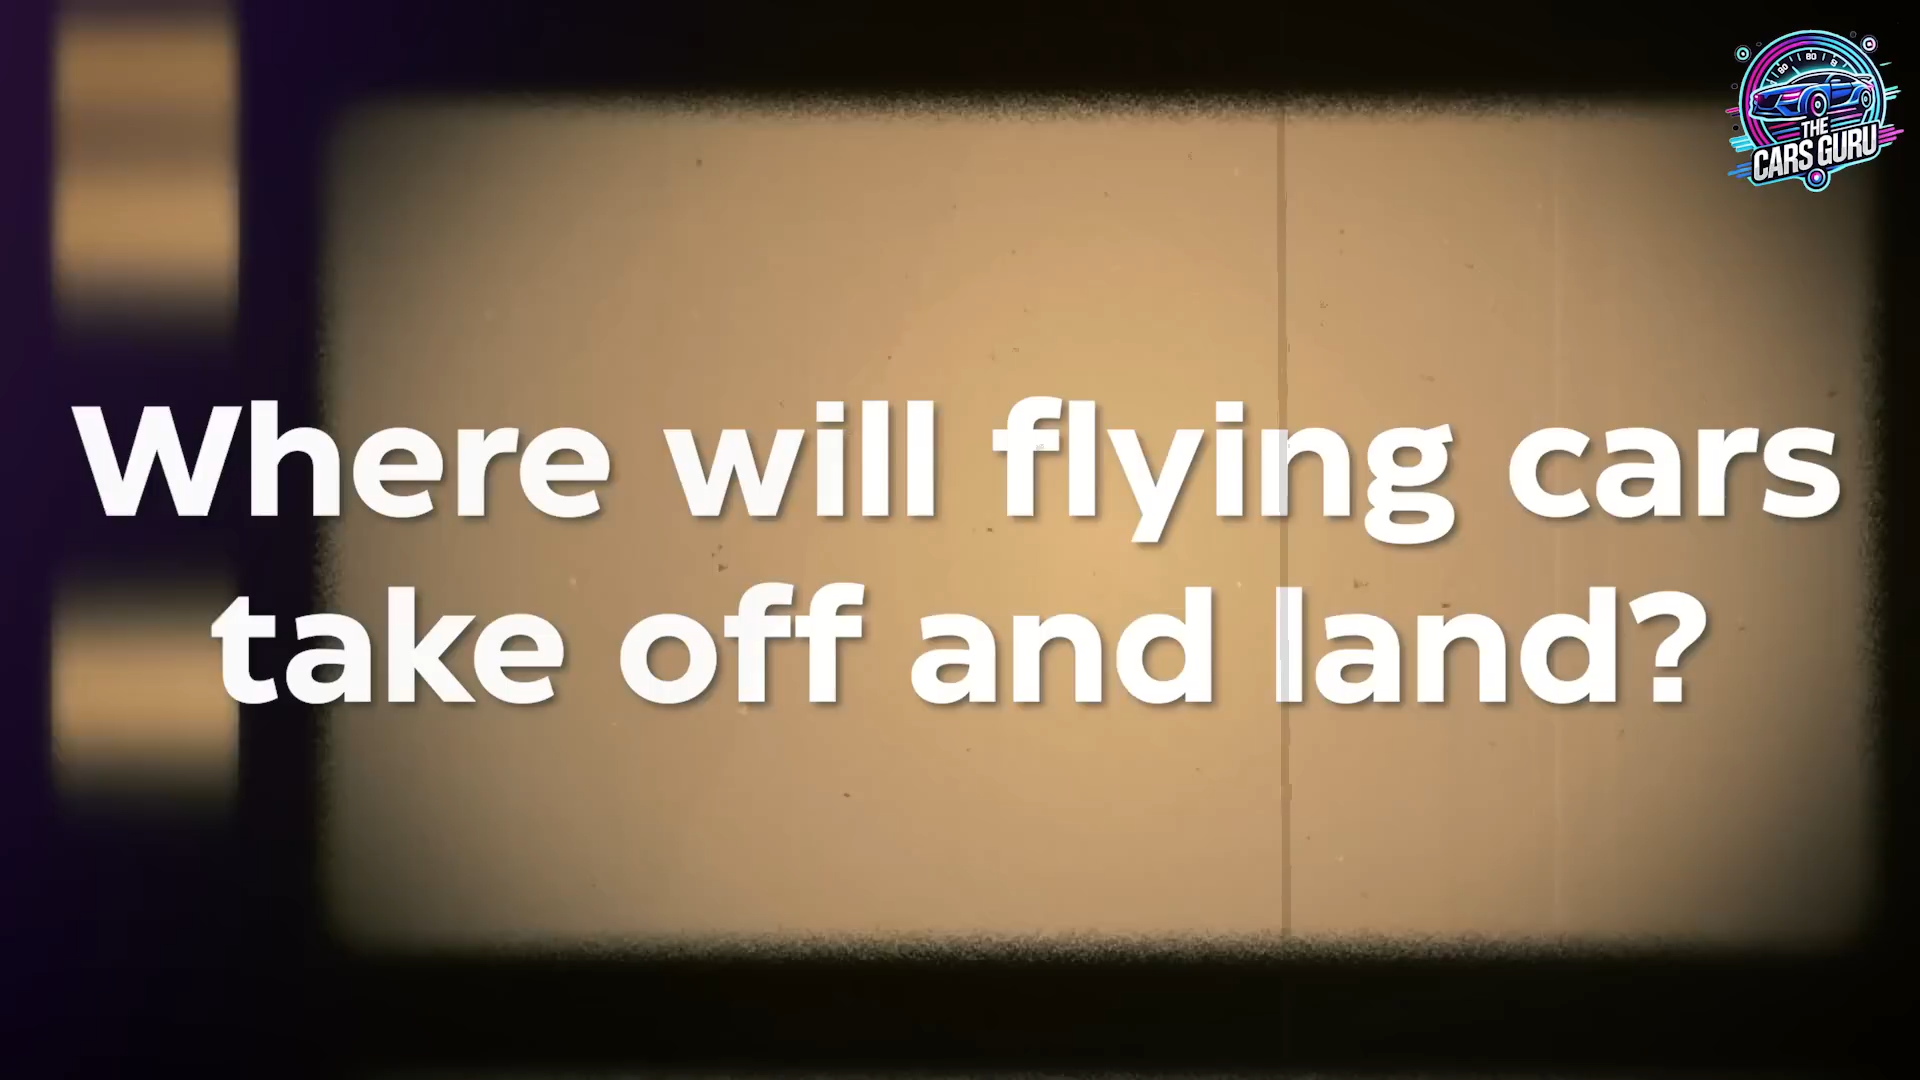 THE
CARS GURU
Where will flying cars
take off and land?